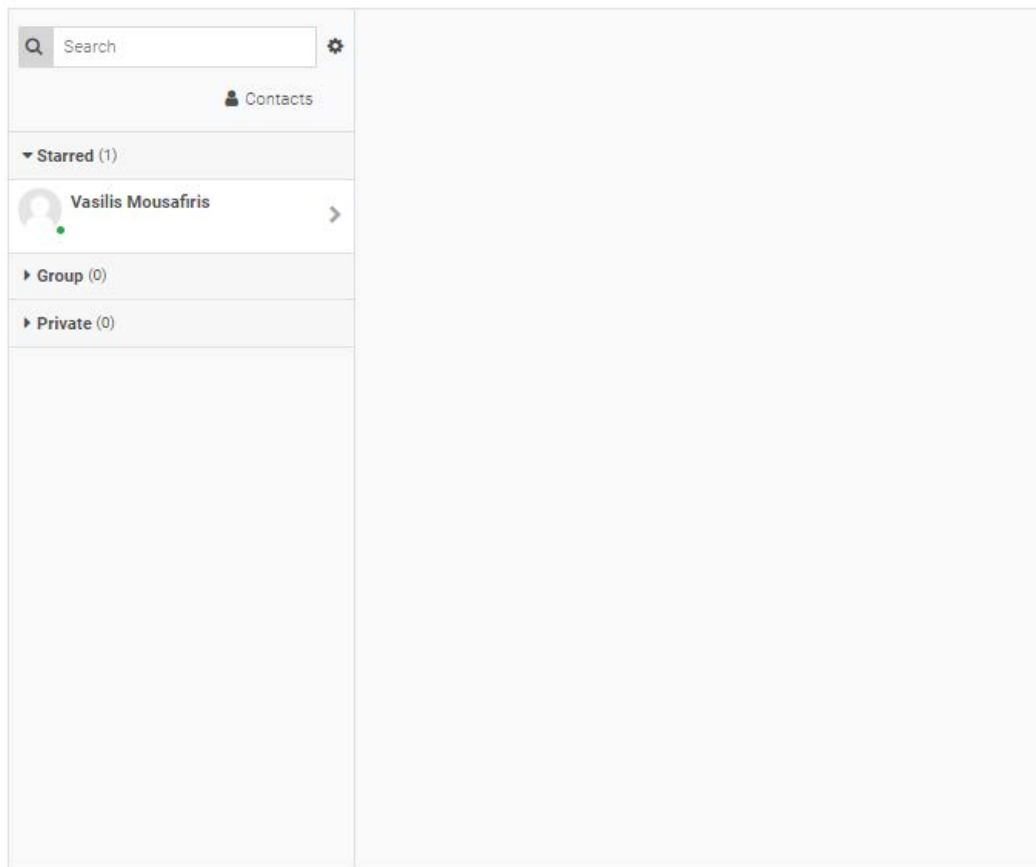 Search
Contacts
Starred (1)
Vasilis Mousafiris
Group (0)
Private (0)